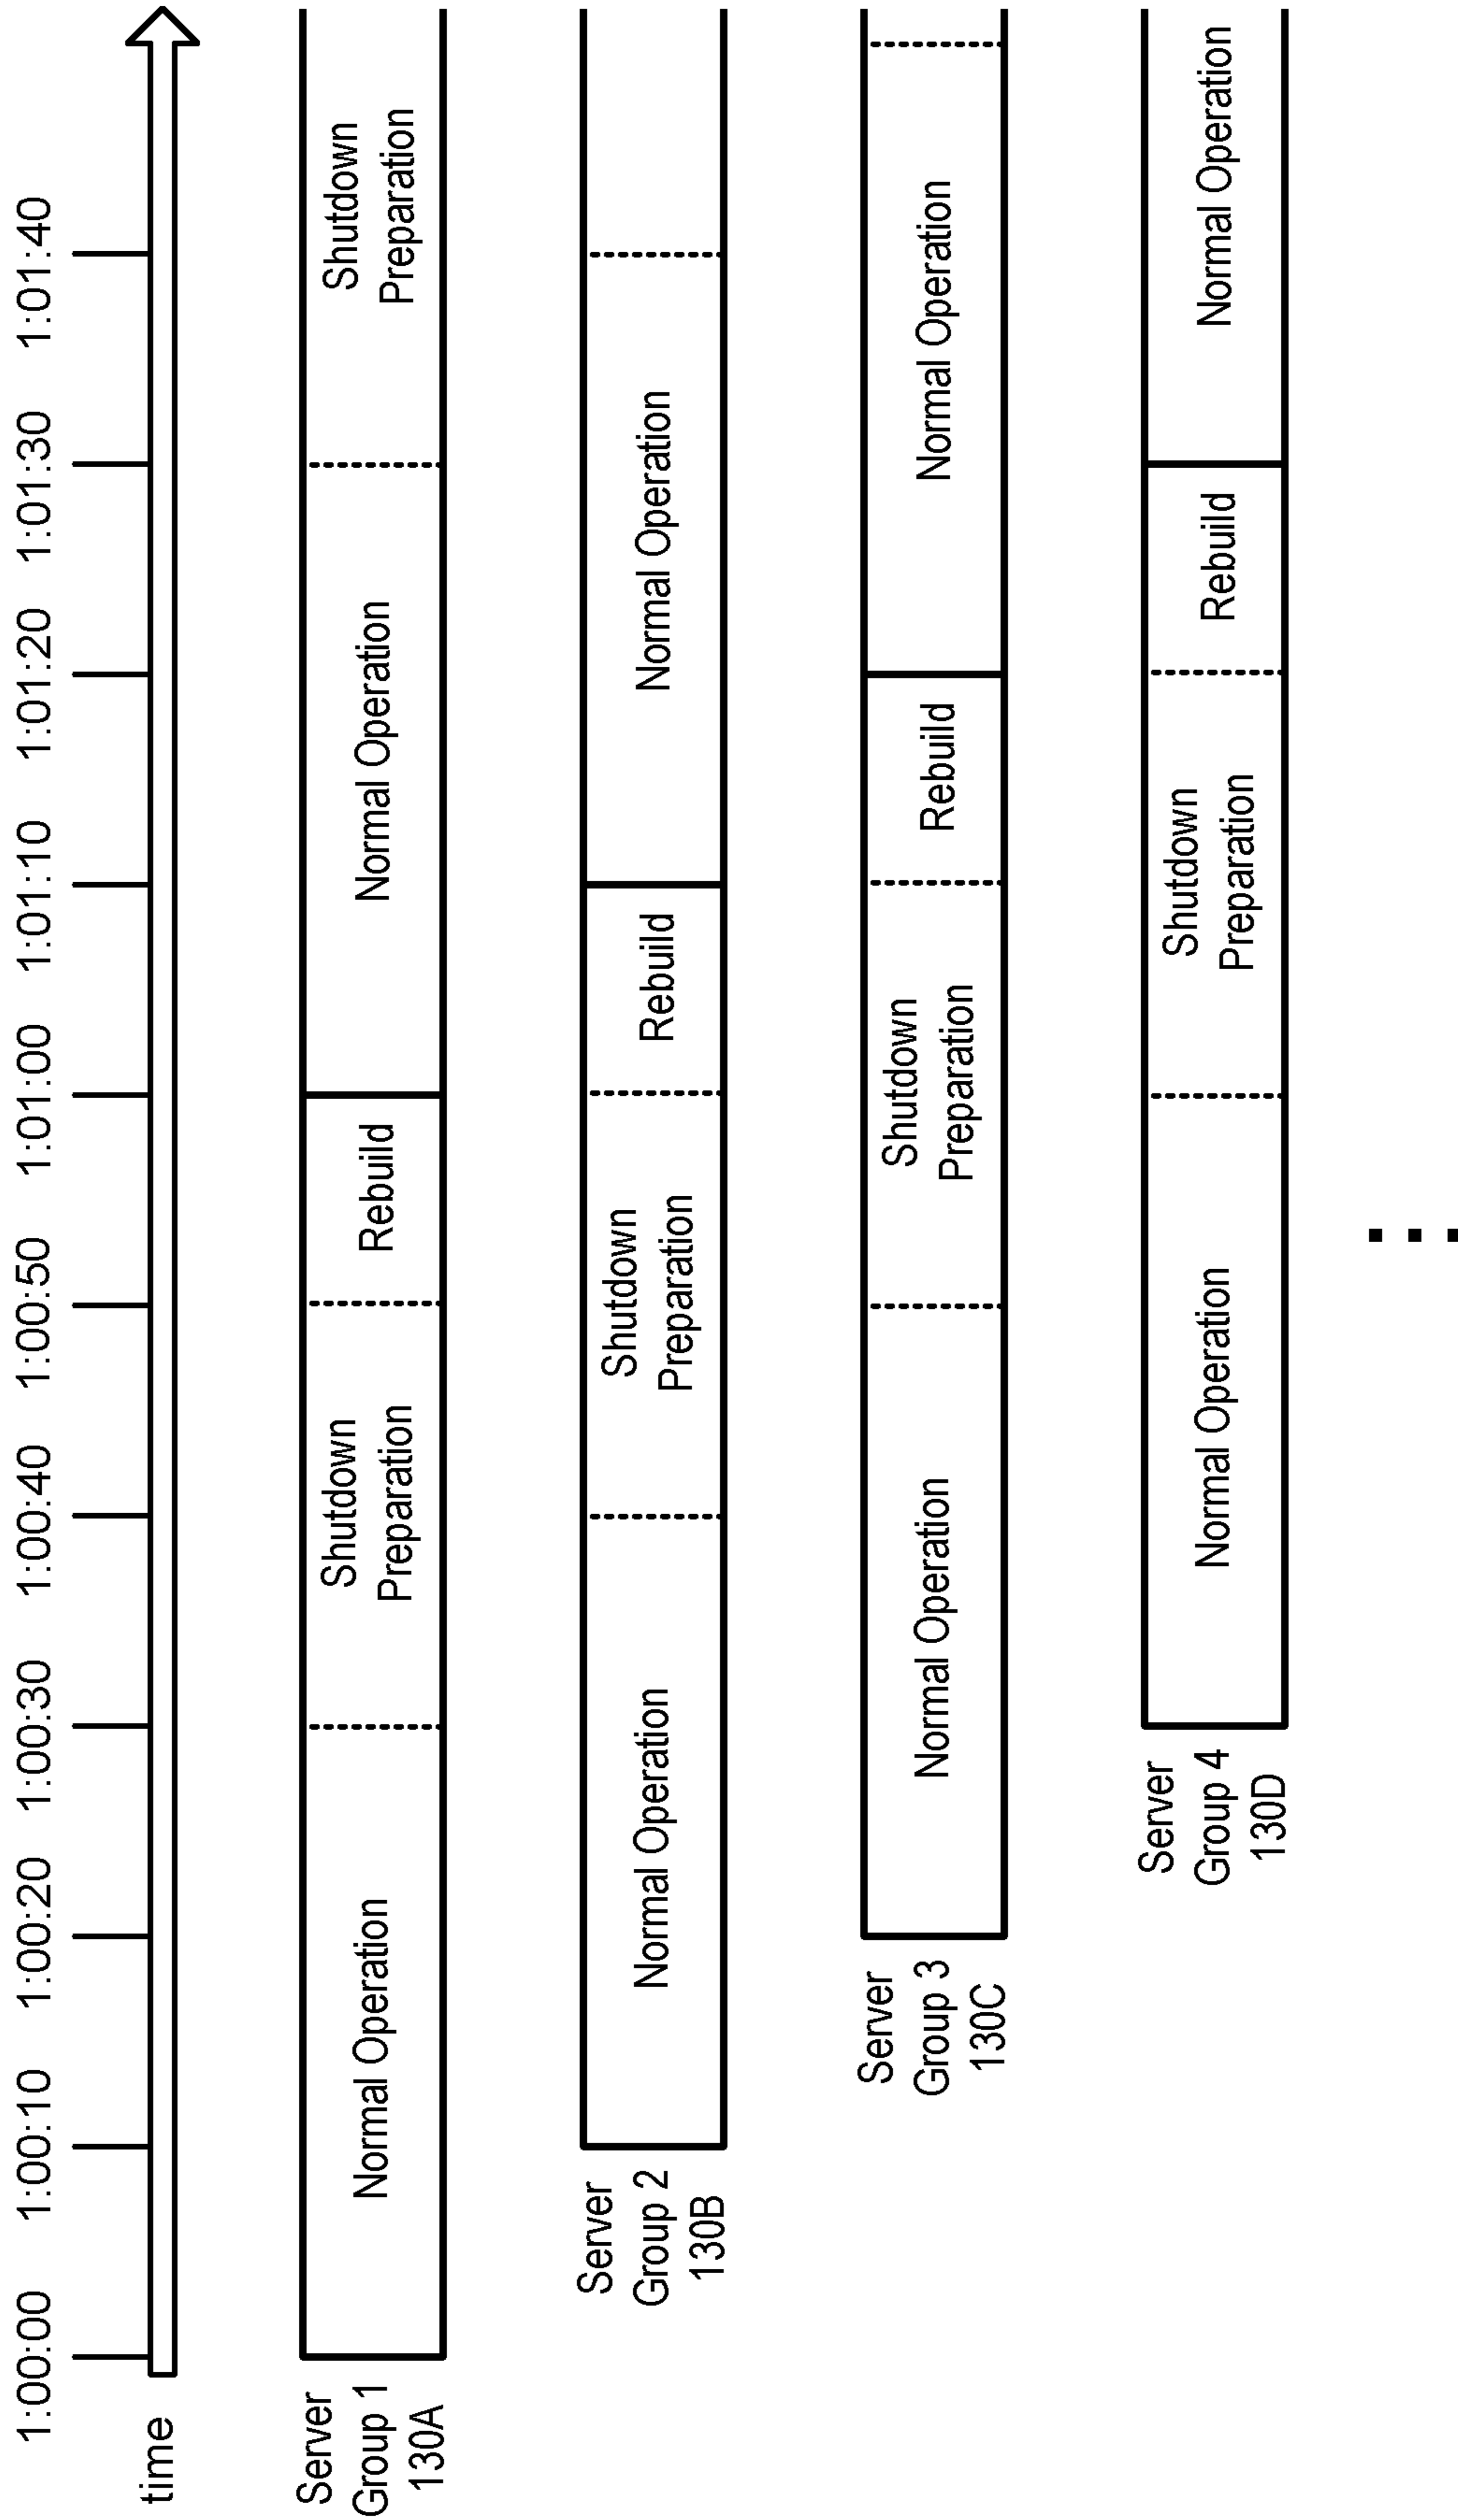 1:00:00 1:00:10 1:00:20 1:00:30 1:00:40 1:00:50 1:01:00 1:01:10 1:01:20 1:01:30 1:01:40
time
Server
Group 1
130A
Normal Operation
Shutdown
Preparation
Rebuild
Normal Operation
Shutdown
Preparation
Server
Group 2
130B
Normal Operation
Shutdown
Preparation
Rebuild
Normal Operation
Server
Group 3
130C
Normal Operation
Shutdown
Preparation
Rebuild
Normal Operation
Server
Group 4
130D
Normal Operation
Shutdown
Preparation
Rebuild
Normal Operation
...